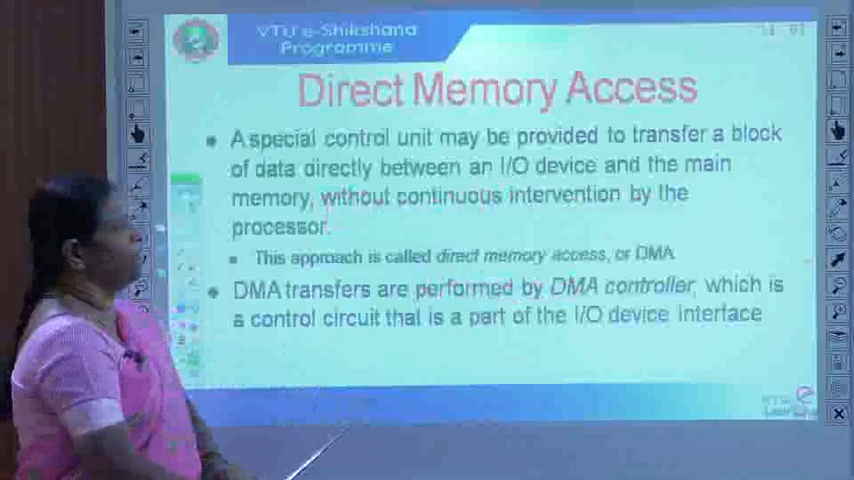 VTU e-Shikshana
Programme
Direct Memory Access
• A special control unit may be provided to transfer a block
of data directly between an I/O device and the main
memory, without continuous intervention by the
processor.
▪ This approach is called direct memory access, or DMA
• DMA transfers are performed by DMA controller, which is
a control circuit that is a part of the I/O device interface